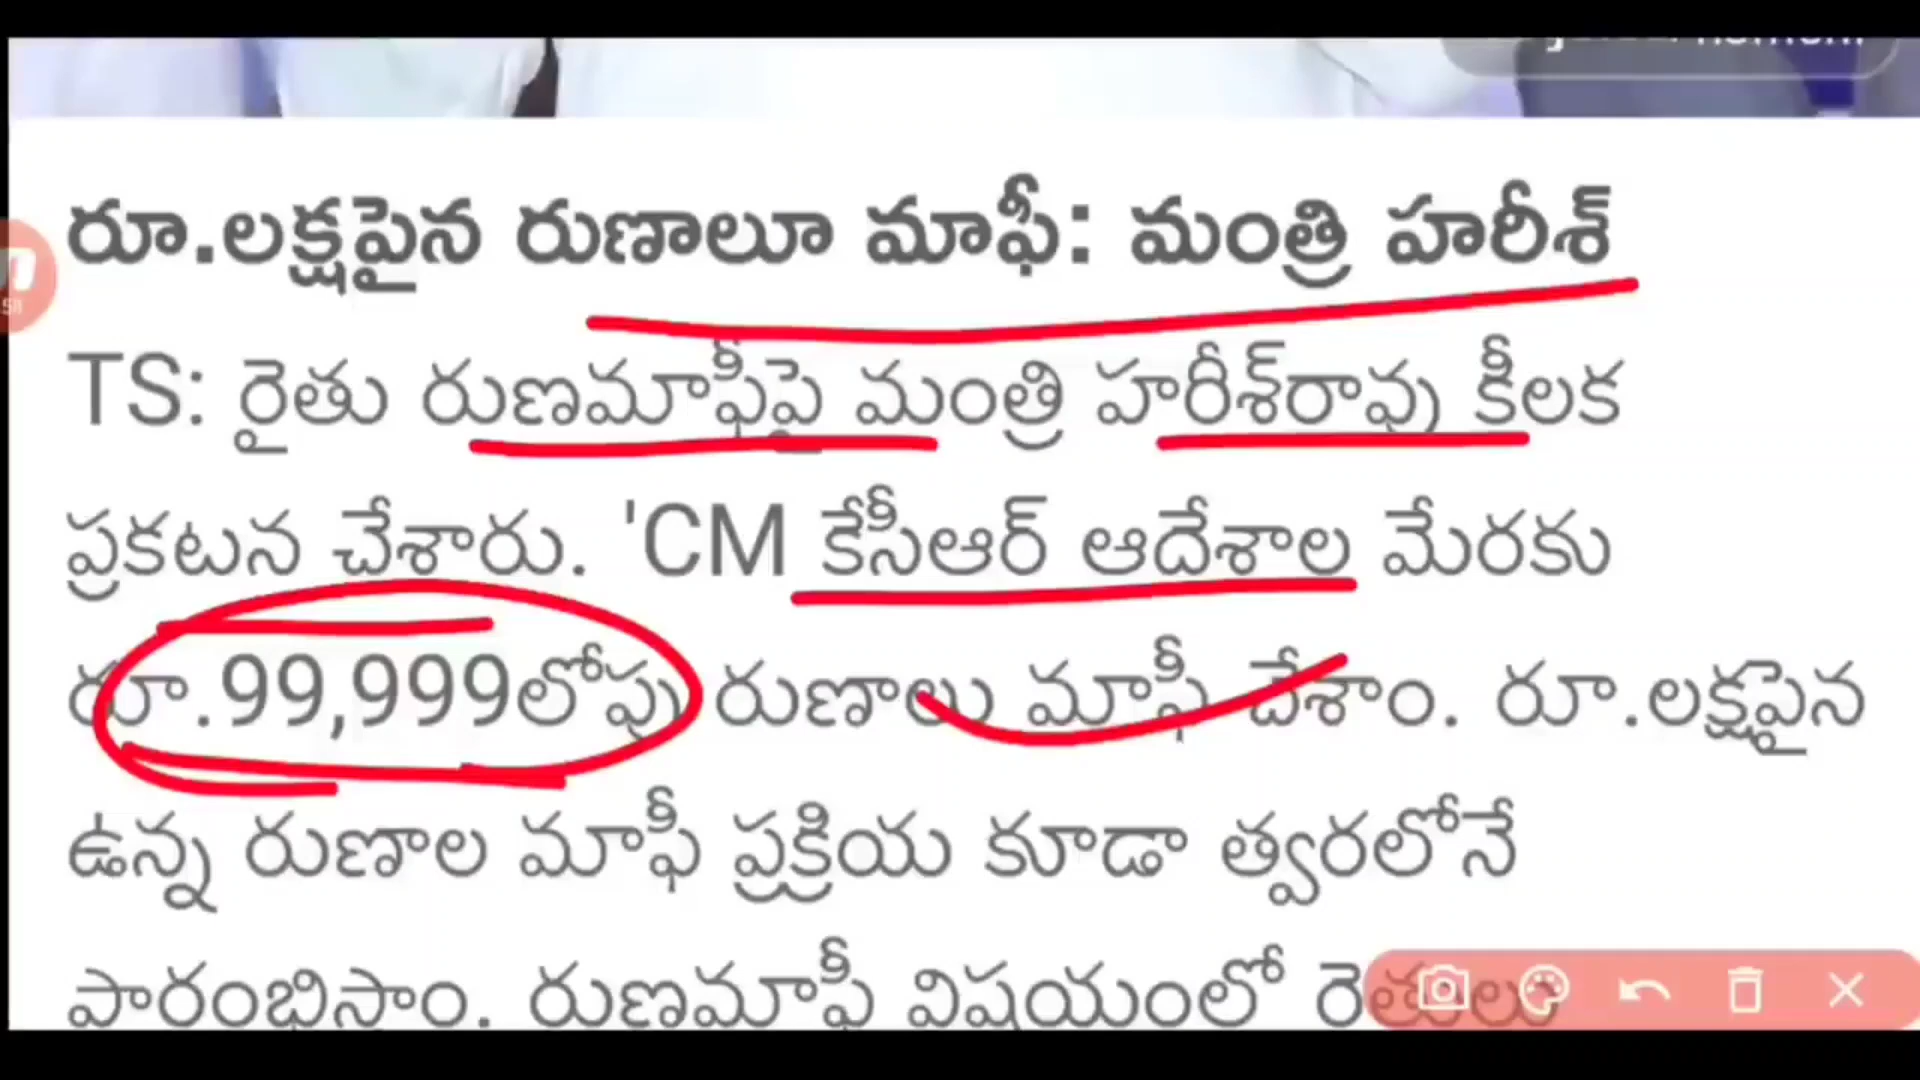 రూ.లక్షపైన రుణాలూ మాఫీ: మంత్రి హరీశ్
TS: రైతు రుణమాఫీపై మంత్రి హరీశ్‌రావు కీలక
ప్రకటన చేశారు. 'CM కేసీఆర్ ఆదేశాల మేరకు
రూ.99,999లోపు రుణాలు మాఫీ చేశాం. రూ.లక్షపైన
ఉన్న రుణాల మాఫీ ప్రక్రియ కూడా త్వరలోనే
ప్రారంభిస్తాం. రుణమాఫీ విషయంలో రైతులు